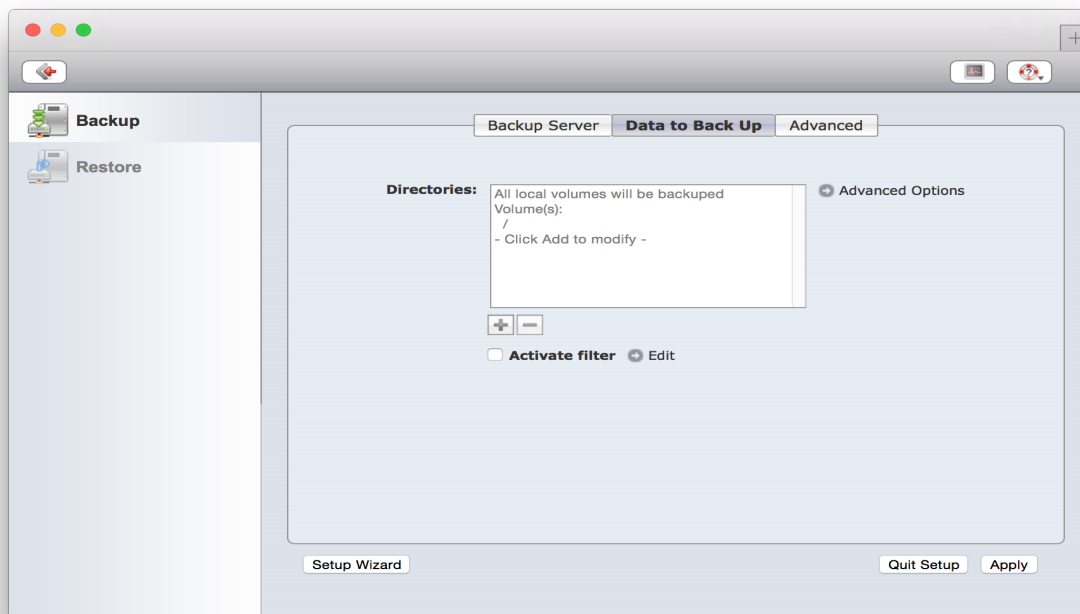 Backup
Restore
Backup Server
Data to Back Up
Advanced
Directories:
All local volumes will be backuped
Volume(s):
/
- Click Add to modify -
Advanced Options
Activate filter
Edit
Setup Wizard
Quit Setup
Apply